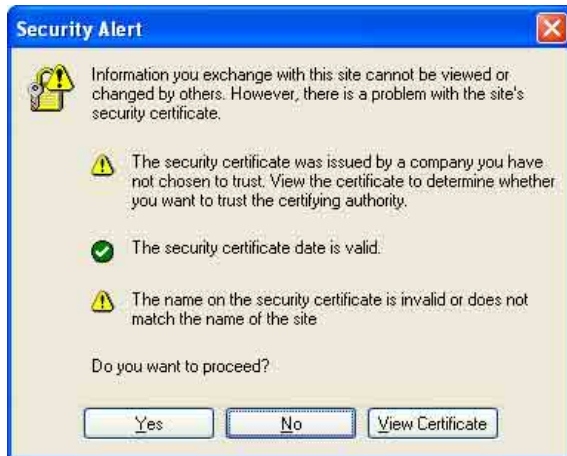 Security Alert
Information you exchange with this site cannot be viewed or
changed by others. However, there is a problem with the site's
security certificate.
The security certificate was issued by a company you have
not chosen to trust. View the certificate to determine whether
you want to trust the certifying authority.
The security certificate date is valid.
The name on the security certificate is invalid or does not
match the name of the site
Do you want to proceed?
Yes
No
View Certificate